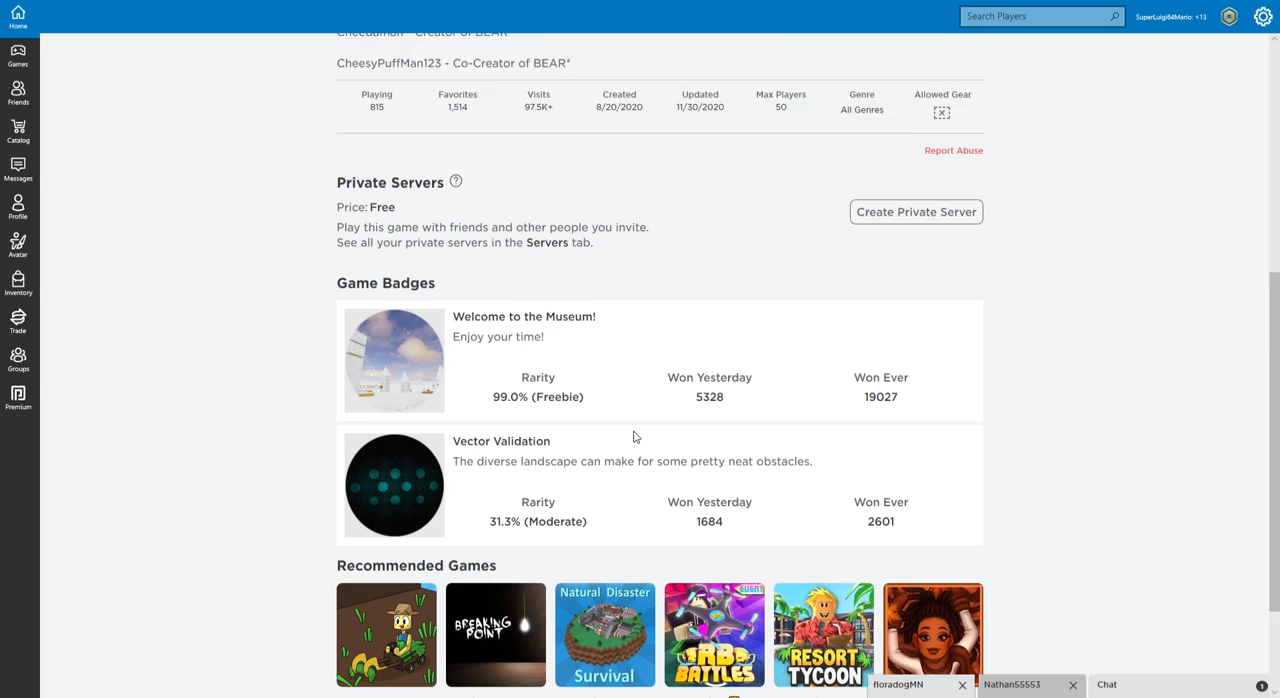 Home
Search Players
SuperLuigi64Mario: <13
Games
Friends
Catalog
Messages
Profile
Avatar
Inventory
Trade
Groups
Premium
Cheedaman - Creator of BEAR*
CheesyPuffMan123 - Co-Creator of BEAR*
Playing Favorites Visits Created Updated Max Players Genre Allowed Gear
815 1,514 97.5K+ 8/20/2020 11/30/2020 50 All Genres
Report Abuse
Private Servers ?
Price: Free
Create Private Server
Play this game with friends and other people you invite.
See all your private servers in the Servers tab.
Game Badges
Welcome to the Museum!
Enjoy your time!
Rarity Won Yesterday Won Ever
99.0% (Freebie) 5328 19027
Vector Validation
The diverse landscape can make for some pretty neat obstacles.
Rarity Won Yesterday Won Ever
31.3% (Moderate) 1684 2601
Recommended Games
BREAKING POINT
Natural Disaster
Survival
EVENT
RB BATTLES
RESORT
TYCOON
floradogMN
Nathan55553
Chat
1